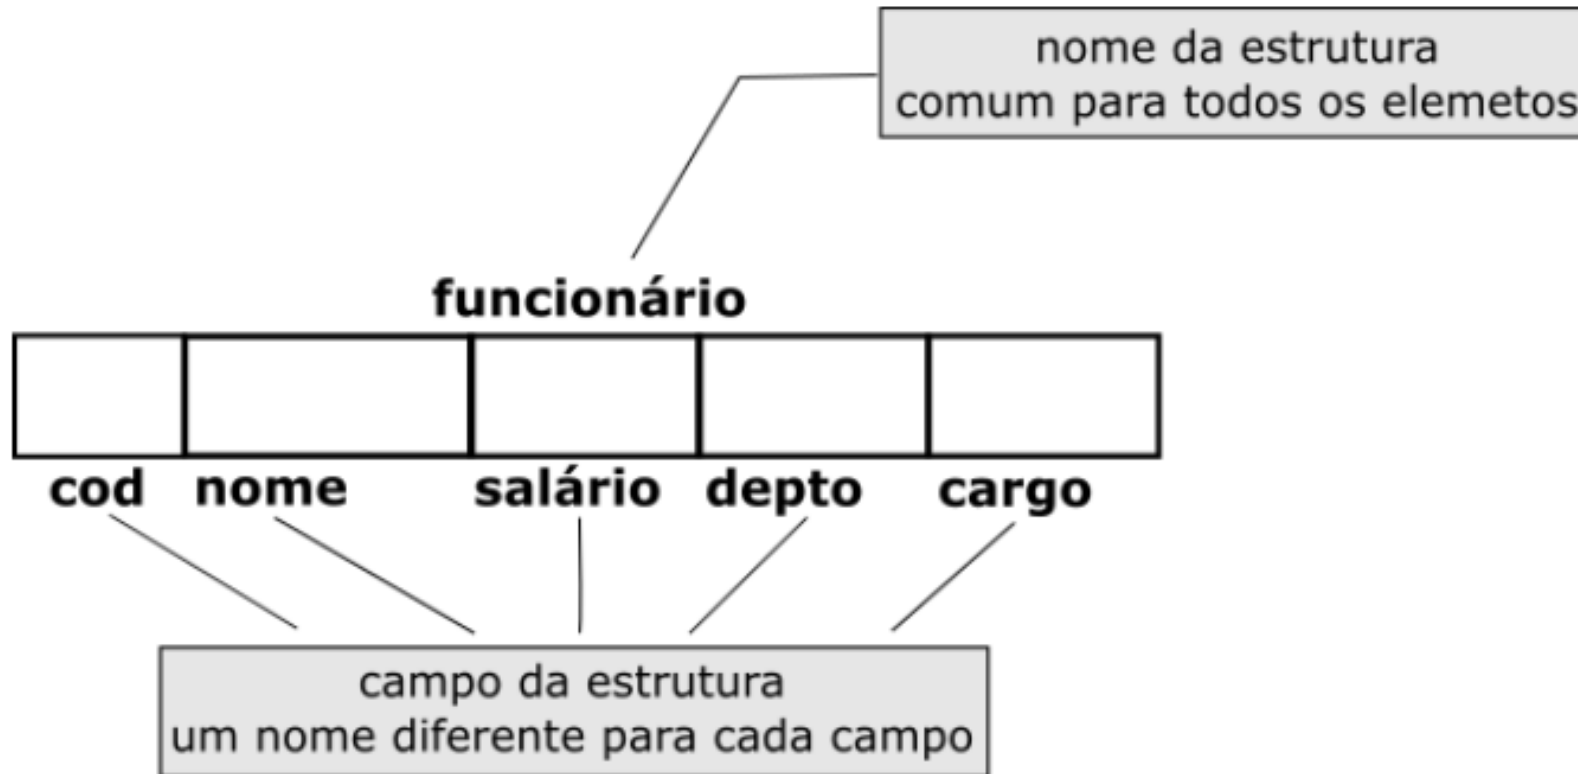 nome da estrutura
comum para todos os elemetos
funcionário
cod nome salário depto cargo
campo da estrutura
um nome diferente para cada campo